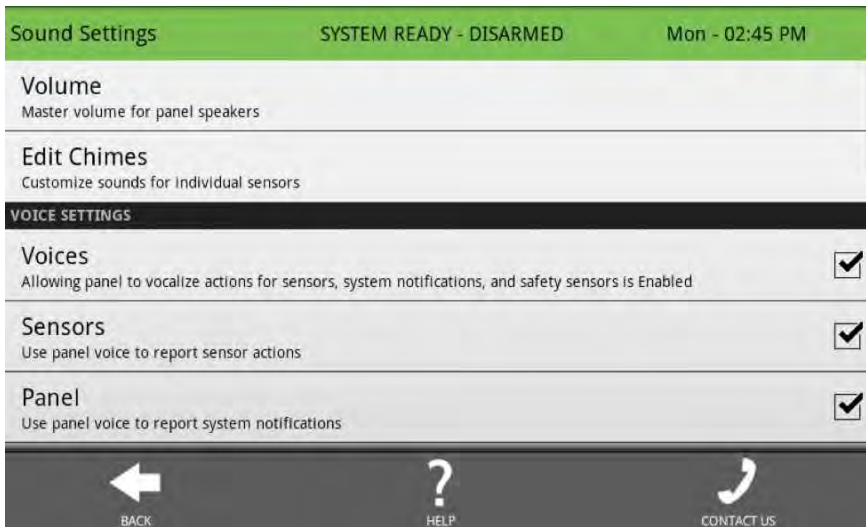 Sound Settings SYSTEM READY - DISARMED Mon - 02:45 PM
Volume
Master volume for panel speakers
Edit Chimes
Customize sounds for individual sensors
VOICE SETTINGS
Voices
Allowing panel to vocalize actions for sensors, system notifications, and safety sensors is Enabled
Sensors
Use panel voice to report sensor actions
Panel
Use panel voice to report system notifications
BACK HELP CONTACT US